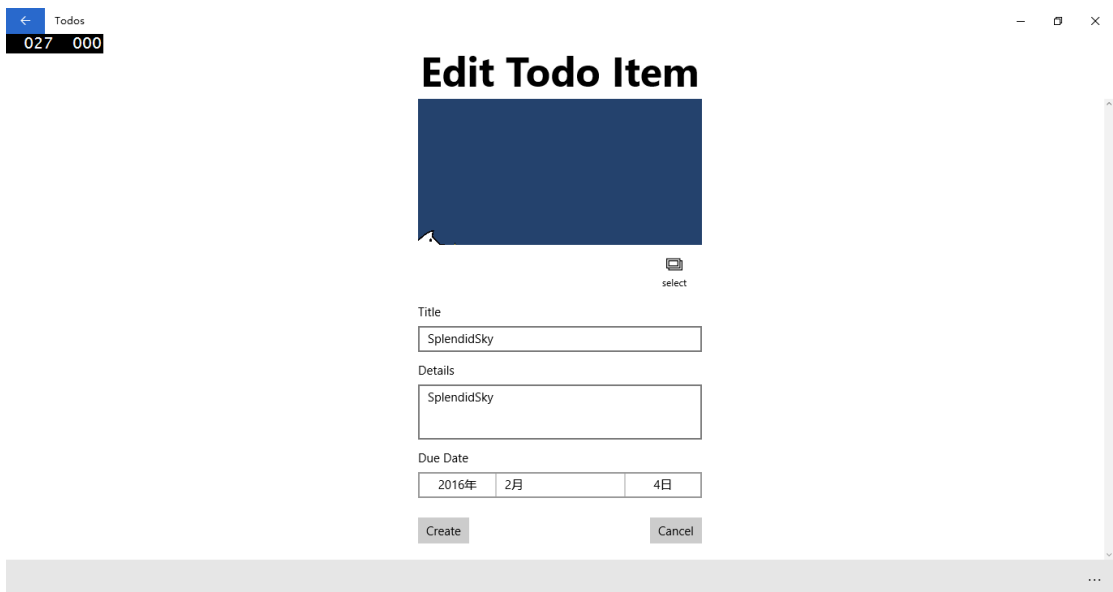 Todos
027 000
Edit Todo Item
select
Title
SplendidSky
Details
SplendidSky
Due Date
2016年 2月 4日
Create Cancel